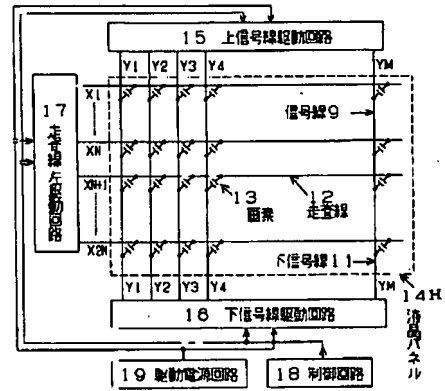 15 上信号線駆動回路
Y1 Y2 Y3 Y4 YM
X1
信号線9
17 走査線左駆動回路
XN
XN+1
13 画素
12 走査線
X2N
下信号線11
Y1 Y2 Y3 Y4 YM
14H 液晶パネル
16 下信号線駆動回路
19 駆動電源回路
18 制御回路